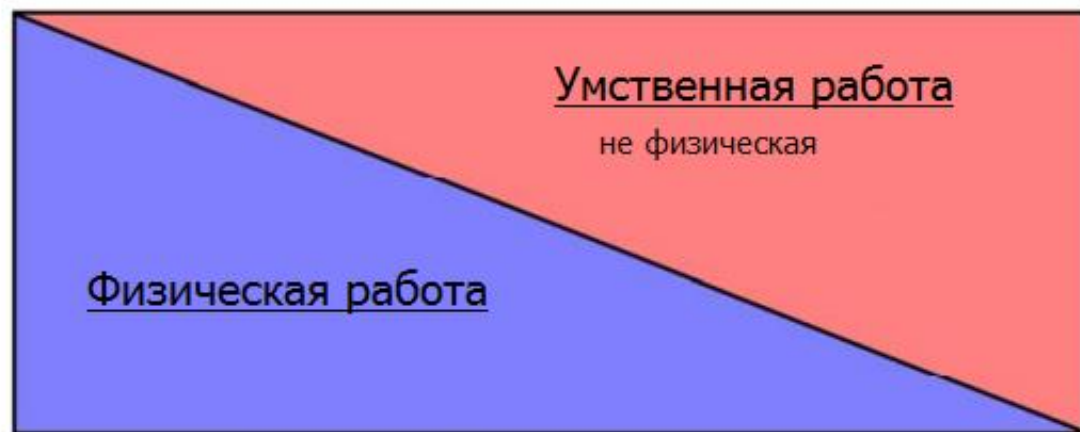 Умственная работа
не физическая
Физическая работа